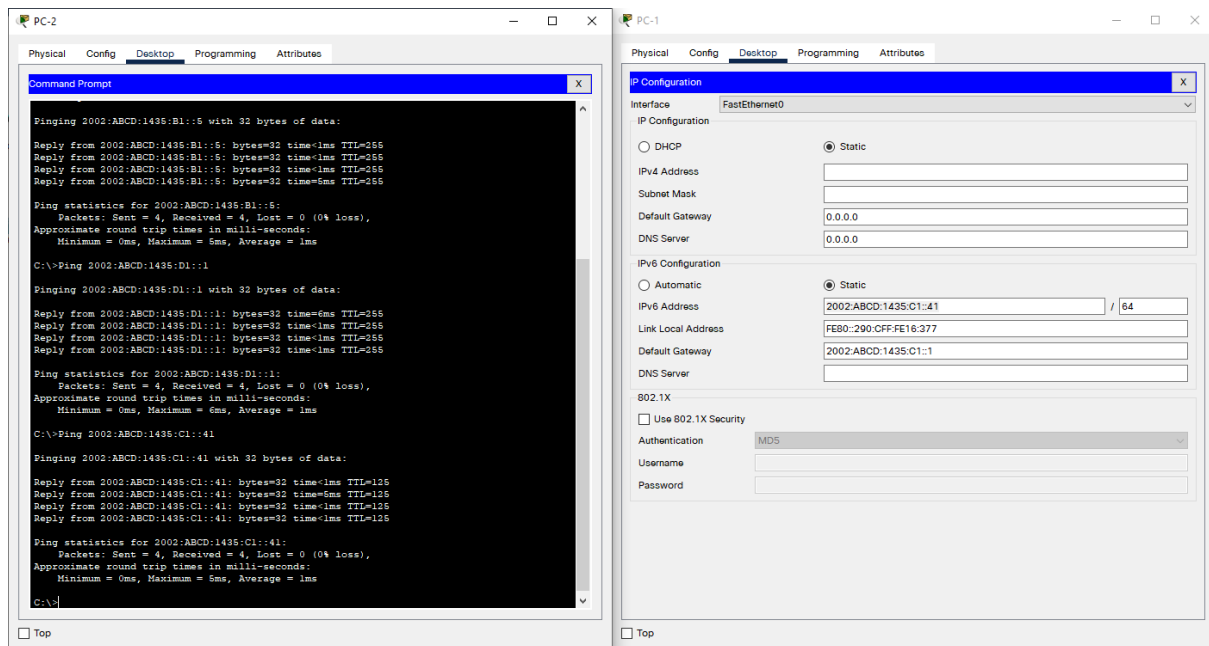 PC-2
Physical Config Desktop Programming Attributes
Command Prompt X
Pinging 2002:ABCD:1435:B1::5 with 32 bytes of data:
Reply from 2002:ABCD:1435:B1::5: bytes=32 time<1ms TTL=255
Reply from 2002:ABCD:1435:B1::5: bytes=32 time<1ms TTL=255
Reply from 2002:ABCD:1435:B1::5: bytes=32 time<1ms TTL=255
Reply from 2002:ABCD:1435:B1::5: bytes=32 time=5ms TTL=255
Ping statistics for 2002:ABCD:1435:B1::5:
Packets: Sent = 4, Received = 4, Lost = 0 (0% loss),
Approximate round trip times in milli-seconds:
Minimum = 0ms, Maximum = 5ms, Average = 1ms
C:\>Ping 2002:ABCD:1435:D1::1
Pinging 2002:ABCD:1435:D1::1 with 32 bytes of data:
Reply from 2002:ABCD:1435:D1::1: bytes=32 time=6ms TTL=255
Reply from 2002:ABCD:1435:D1::1: bytes=32 time<1ms TTL=255
Reply from 2002:ABCD:1435:D1::1: bytes=32 time<1ms TTL=255
Reply from 2002:ABCD:1435:D1::1: bytes=32 time<1ms TTL=255
Ping statistics for 2002:ABCD:1435:D1::1:
Packets: Sent = 4, Received = 4, Lost = 0 (0% loss),
Approximate round trip times in milli-seconds:
Minimum = 0ms, Maximum = 6ms, Average = 1ms
C:\>Ping 2002:ABCD:1435:C1::41
Pinging 2002:ABCD:1435:C1::41 with 32 bytes of data:
Reply from 2002:ABCD:1435:C1::41: bytes=32 time<1ms TTL=125
Reply from 2002:ABCD:1435:C1::41: bytes=32 time=5ms TTL=125
Reply from 2002:ABCD:1435:C1::41: bytes=32 time<1ms TTL=125
Reply from 2002:ABCD:1435:C1::41: bytes=32 time<1ms TTL=125
Ping statistics for 2002:ABCD:1435:C1::41:
Packets: Sent = 4, Received = 4, Lost = 0 (0% loss),
Approximate round trip times in milli-seconds:
Minimum = 0ms, Maximum = 5ms, Average = 1ms
C:\>
Top
PC-1
Physical Config Desktop Programming Attributes
IP Configuration X
Interface FastEthernet0
IP Configuration
DHCP Static
IPv4 Address
Subnet Mask
Default Gateway 0.0.0.0
DNS Server 0.0.0.0
IPv6 Configuration
Automatic Static
IPv6 Address 2002:ABCD:1435:C1::41 / 64
Link Local Address FE80::290:CFF:FE16:377
Default Gateway 2002:ABCD:1435:C1::1
DNS Server
802.1X
Use 802.1X Security
Authentication MD5
Username
Password
Top